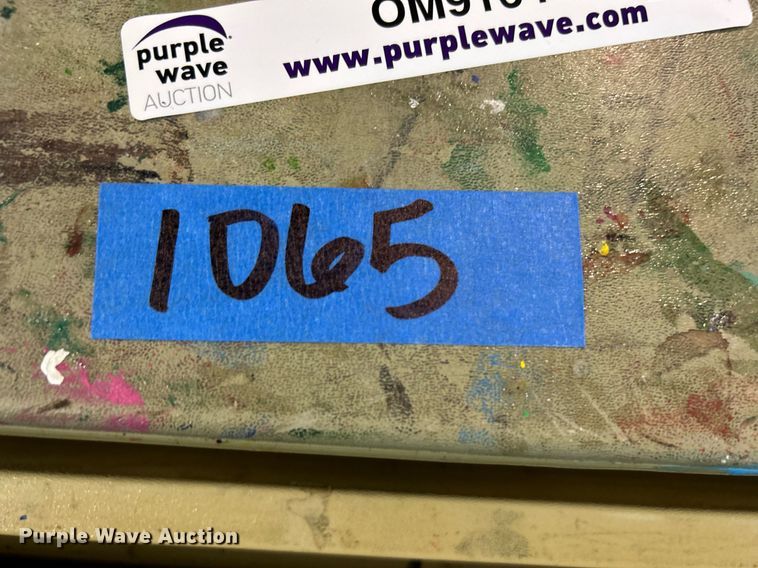 purple
wave
AUCTION
www.purplewave.com
1065
Purple Wave Auction